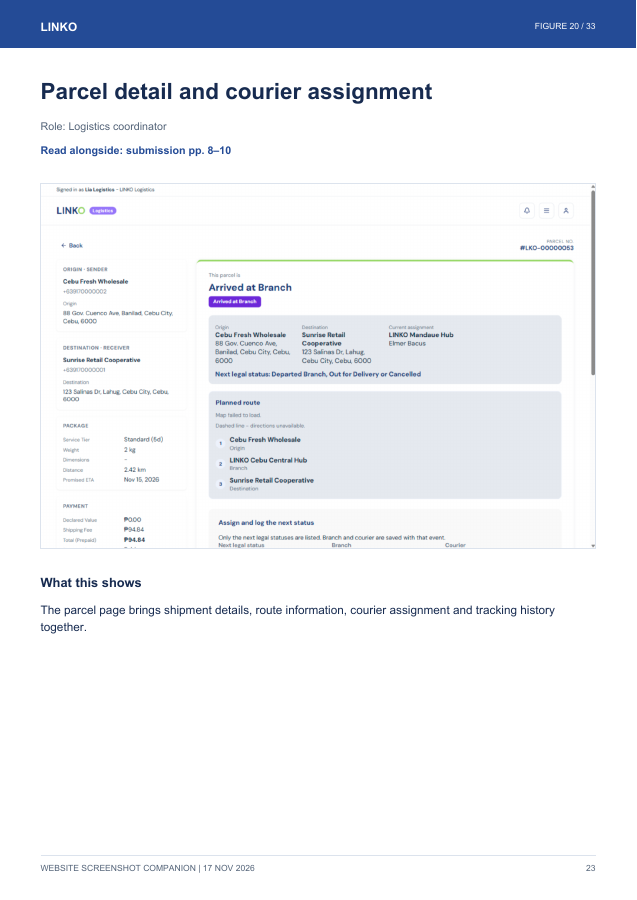 LINKO
FIGURE 20 / 33
Parcel detail and courier assignment
Role: Logistics coordinator
Read alongside: submission pp. 8–10
Signed in as Lia Logistics · LINKO Logistics
LINKO Logistics
← Back
PARCEL NO.
#LKO-00000053
ORIGIN · SENDER
Cebu Fresh Wholesale
+639170000002
Origin
88 Gov. Cuenco Ave, Banilad, Cebu City,
Cebu, 6000
DESTINATION · RECEIVER
Sunrise Retail Cooperative
+639170000001
Destination
123 Salinas Dr, Lahug, Cebu City, Cebu,
6000
PACKAGE
Service Tier Standard (6d)
Weight 2 kg
Dimensions –
Distance 2.42 km
Promised ETA Nov 15, 2026
PAYMENT
Declared Value ₱0.00
Shipping Fee ₱94.84
Total (Prepaid) ₱94.84
This parcel is
Arrived at Branch
Arrived at Branch
Origin
Cebu Fresh Wholesale
88 Gov. Cuenco Ave,
Banilad, Cebu City, Cebu,
6000
Destination
Sunrise Retail
Cooperative
123 Salinas Dr, Lahug,
Cebu City, Cebu, 6000
Current assignment
LINKO Mandaue Hub
Elmer Bacus
Next legal status: Departed Branch, Out for Delivery or Cancelled
Planned route
Map failed to load.
Dashed line – directions unavailable.
1 Cebu Fresh Wholesale
Origin
2 LINKO Cebu Central Hub
Branch
3 Sunrise Retail Cooperative
Destination
Assign and log the next status
Only the next legal statuses are listed. Branch and courier are saved with that event.
Next legal status Branch Courier
What this shows
The parcel page brings shipment details, route information, courier assignment and tracking history
together.
WEBSITE SCREENSHOT COMPANION | 17 NOV 2026
23